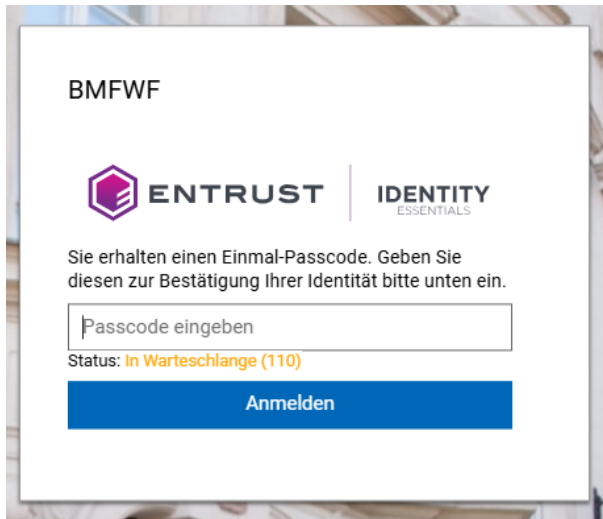 BMFWF
ENTRUST
IDENTITY
ESSENTIALS
Sie erhalten einen Einmal-Passcode. Geben Sie
diesen zur Bestätigung Ihrer Identität bitte unten ein.
Passcode eingeben
Status: In Warteschlange (110)
Anmelden